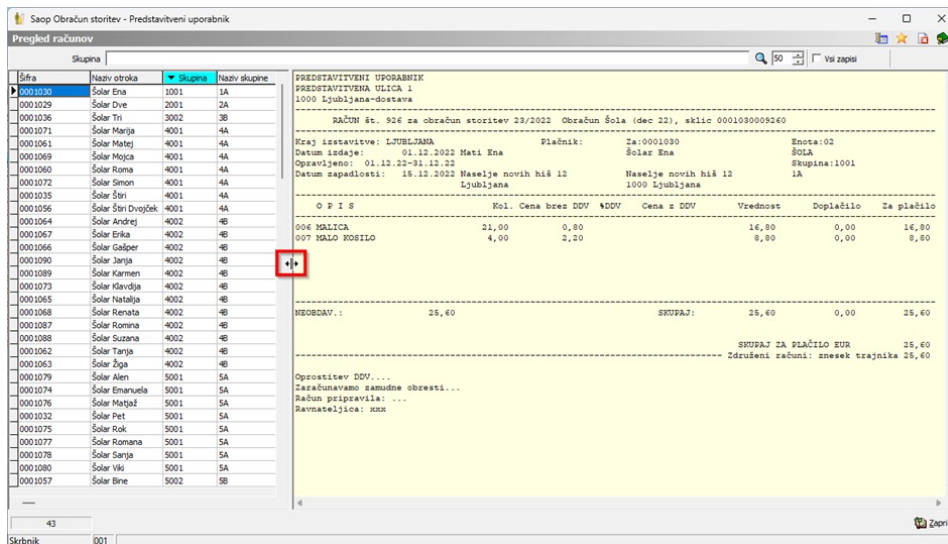 Saop Obračun storitev - Predstavitveni uporabnik
Pregled računov
Skupina 50 Vsi zapisi
Šifra Naziv otroka Skupina Naziv skupine
0001030 Šolar Ena 1001 1A
0001029 Šolar Dve 2001 2A
0001036 Šolar Tri 3002 3B
0001071 Šolar Marija 4001 4A
0001061 Šolar Matej 4001 4A
0001069 Šolar Mojca 4001 4A
0001060 Šolar Roma 4001 4A
0001072 Šolar Simon 4001 4A
0001035 Šolar Štiri 4001 4A
0001056 Šolar Štiri Dvojček 4001 4A
0001064 Šolar Andrej 4002 4B
0001067 Šolar Erika 4002 4B
0001066 Šolar Gašper 4002 4B
0001090 Šolar Janja 4002 4B
0001089 Šolar Karmen 4002 4B
0001073 Šolar Klavdija 4002 4B
0001065 Šolar Natalija 4002 4B
0001068 Šolar Renata 4002 4B
0001087 Šolar Romina 4002 4B
0001088 Šolar Suzana 4002 4B
0001062 Šolar Tanja 4002 4B
0001063 Šolar Žiga 4002 4B
0001079 Šolar Alen 5001 5A
0001074 Šolar Emanuela 5001 5A
0001076 Šolar Matjaž 5001 5A
0001032 Šolar Pet 5001 5A
0001075 Šolar Rok 5001 5A
0001077 Šolar Romana 5001 5A
0001078 Šolar Sanja 5001 5A
0001080 Šolar Viki 5001 5A
0001057 Šolar Bine 5002 5B
PREDSTAVITVENI UPORABNIK
PREDSTAVITVENA ULICA 1
1000 Ljubljana-dostava
RAČUN št. 926 za obračun storitev 23/2022 Obračun Šola (dec 22), sklic 0001030009260
Kraj izstavitve: LJUBLJANA Plačnik: Za:0001030 Enota:02
Datum izdaje: 01.12.2022 Mati Ena Šolar Ena ŠOLA
Opravljeno: 01.12.22-31.12.22 Skupina:1001
Datum zapadlosti: 15.12.2022 Naselje novih hiš 12 Naselje novih hiš 12 1A
Ljubljana 1000 Ljubljana
O P I S Kol. Cena brez DDV %DDV Cena z DDV Vrednost Doplačilo Za plačilo
006 MALICA 21,00 0,80 16,80 0,00 16,80
007 MALO KOSILO 4,00 2,20 8,80 0,00 8,80
NEOBDAV.: 25,60 SKUPAJ: 25,60 0,00 25,60
SKUPAJ ZA PLAČILO EUR 25,60
Združeni računi: znesek trajnika 25,60
Oprostitev DDV....
Zaračunavamo zamudne obresti...
Račun pripravila: ...
Ravnateljica: xxx
43 Zapri
Skrbnik 001